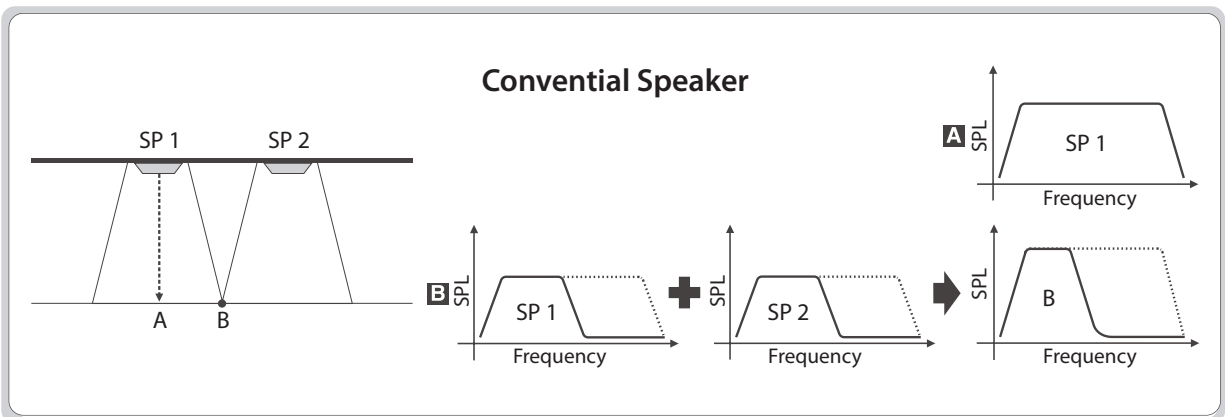 Convential Speaker
SP 1 SP 2
A B
A SPL SP 1
Frequency
B SPL SP 1
Frequency
SPL SP 2
Frequency
SPL B
Frequency